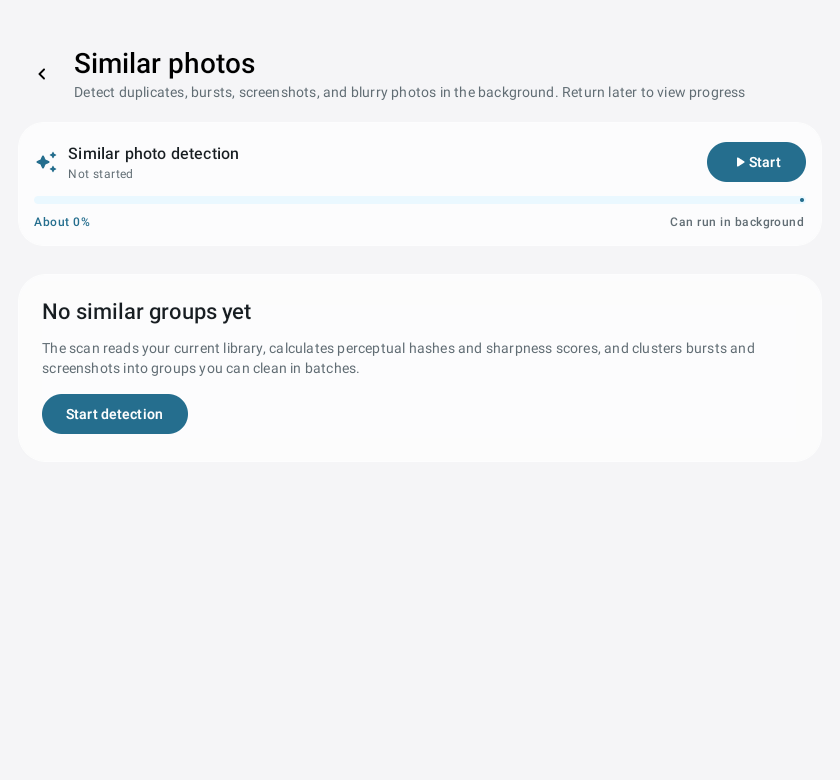 Similar photos
Detect duplicates, bursts, screenshots, and blurry photos in the background. Return later to view progress
Similar photo detection
Not started
Start
About 0%
Can run in background
No similar groups yet
The scan reads your current library, calculates perceptual hashes and sharpness scores, and clusters bursts and
screenshots into groups you can clean in batches.
Start detection